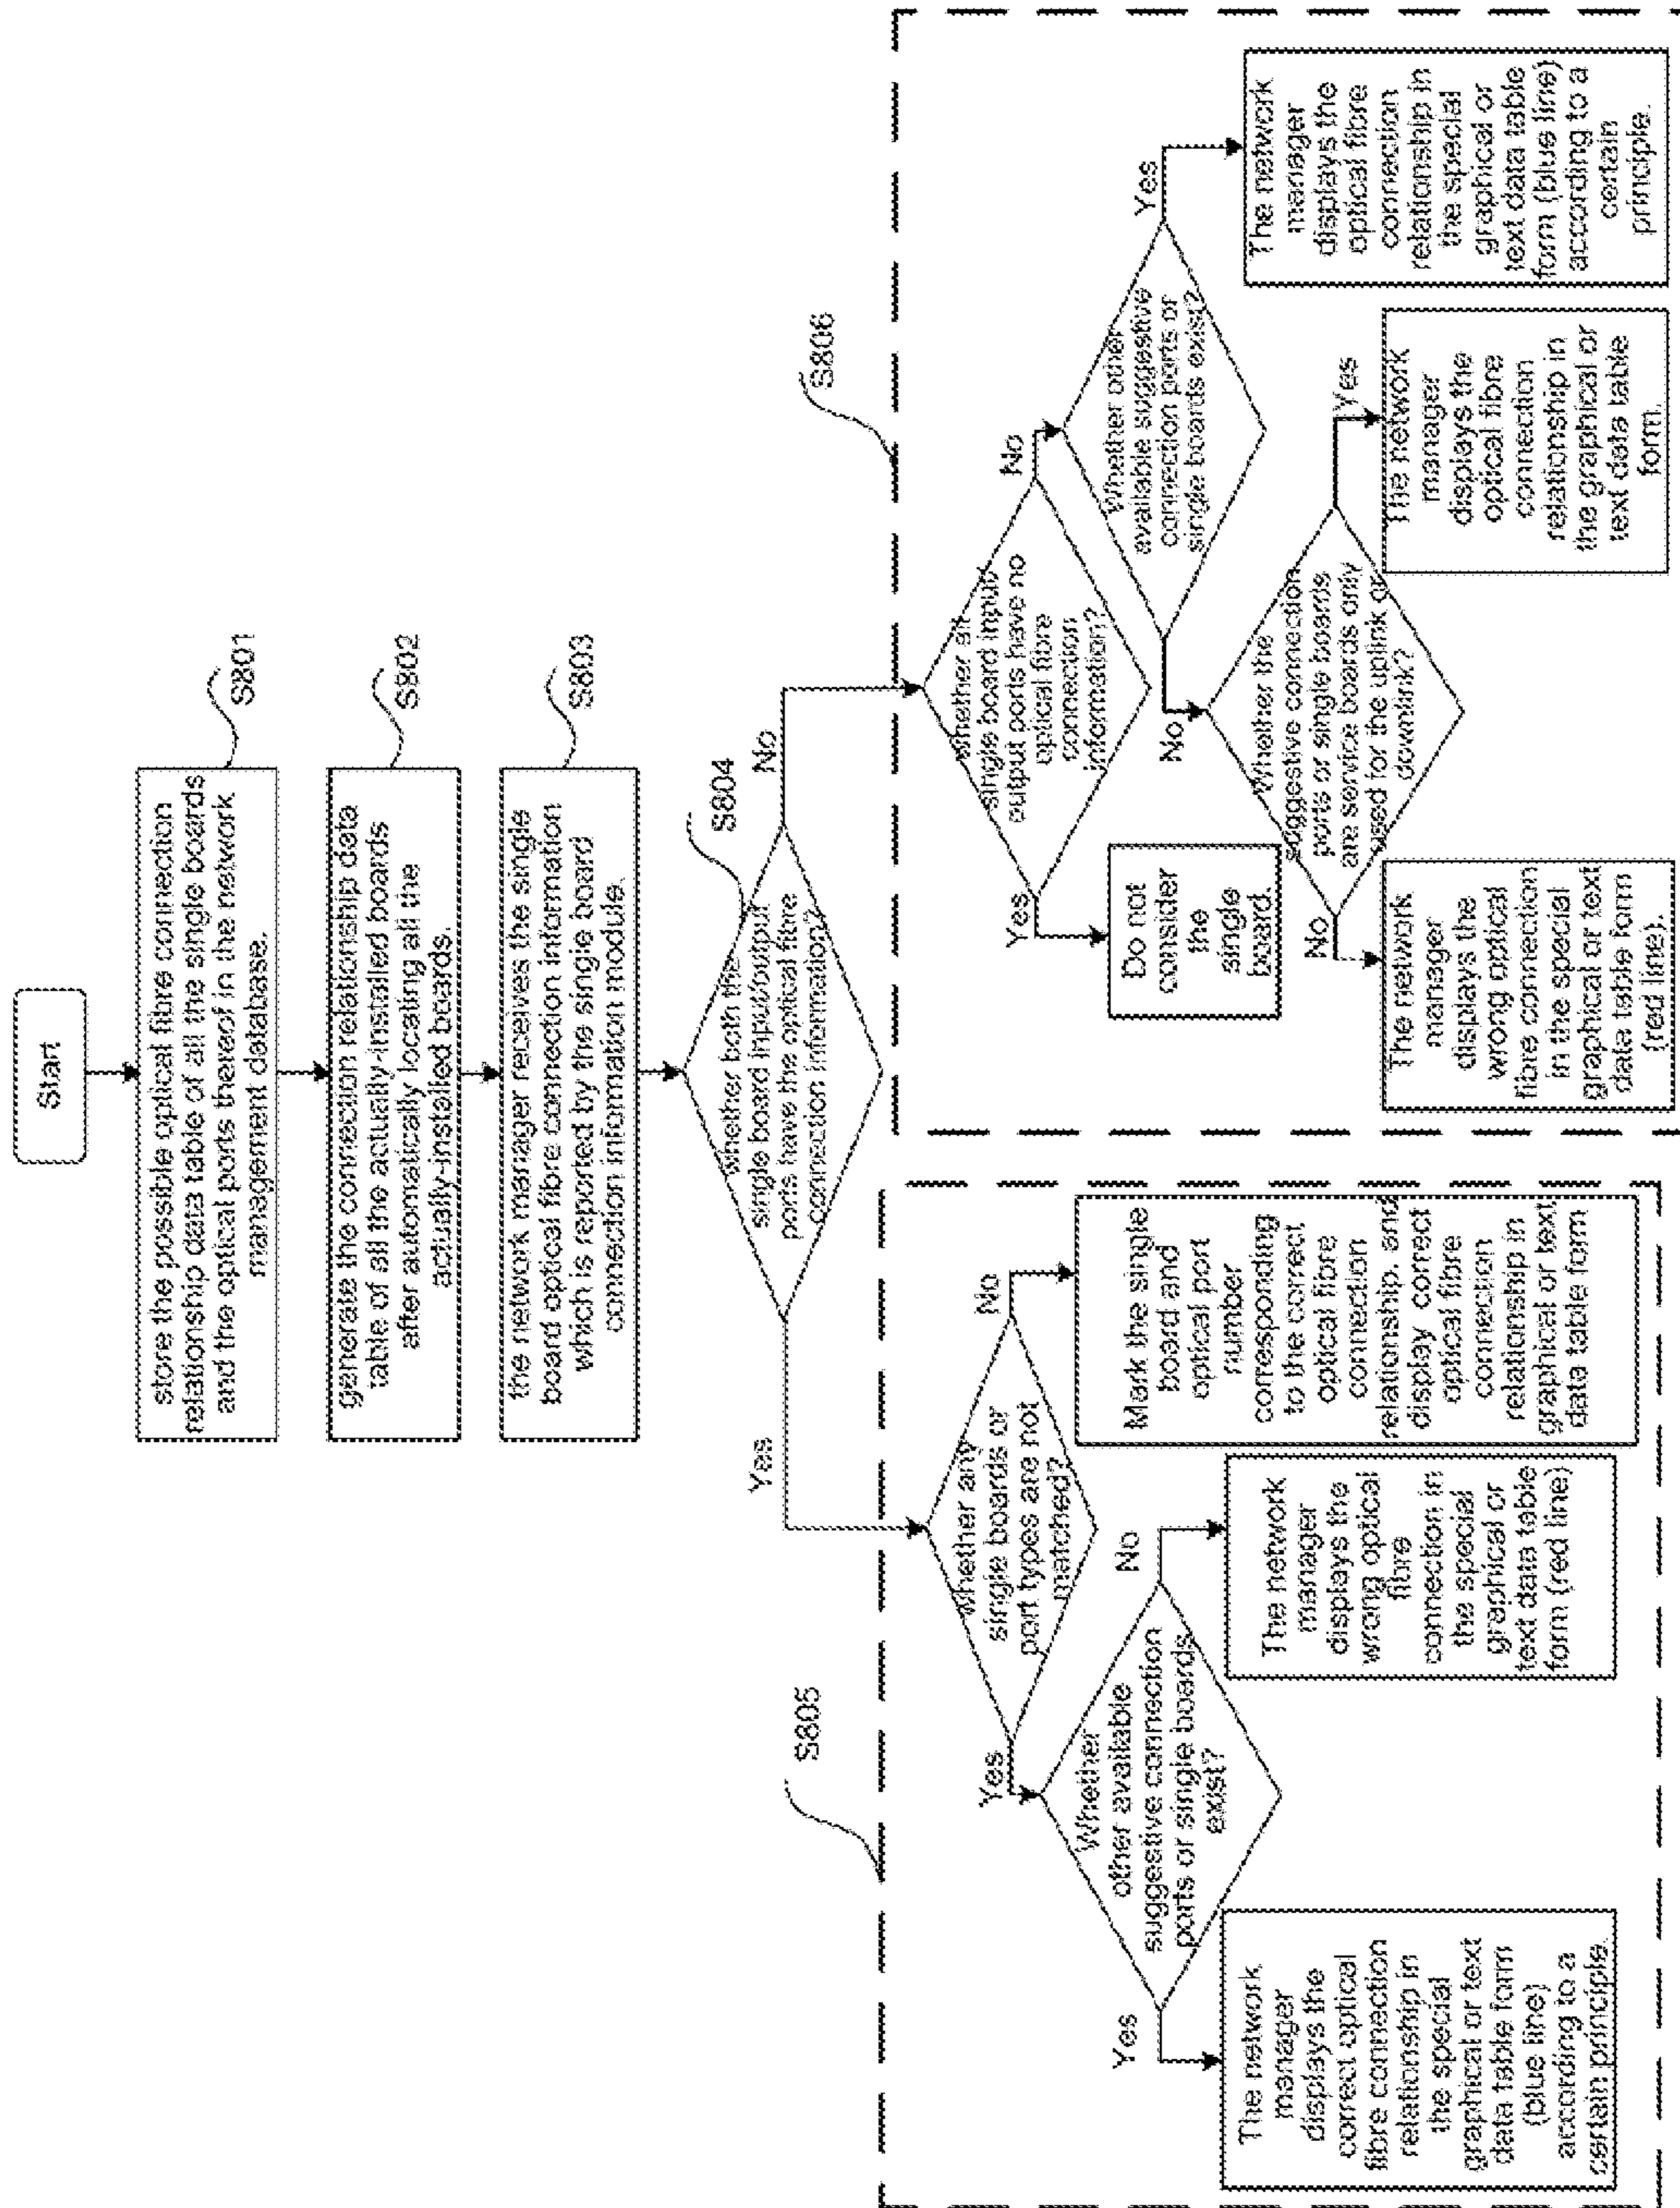 Start
store the possible optical fibre connection
relationship data table of all the single boards
and the optical ports thereof in the network
management database.
S801
generate the connection relationship data
table of all the actually-installed boards
after automatically locating all the
actually-installed boards.
S802
the network manager receives the single
board optical fibre connection information
which is reported by the single board
connection information module.
S803
whether both the
single board input/output
ports have the optical fibre
connection information?
S804
Yes
No
S805
whether any
single boards or
port types are not
matched?
Yes
No
Whether
other available
suggestive connection
ports or single boards
exist?
Yes
No
Mark the single
board and
optical port
number
corresponding
to the correct
optical fibre
connection
relationship, and
display correct
optical fibre
connection
relationship in
graphical or text
data table form
The network
manager
displays the
correct optical
fibre connection
relationship in
the special
graphical or text
data table form
(blue line)
according to a
certain principle.
The network
manager
displays the
wrong optical
fibre
connection in
the special
graphical or
text data table
form (red line)
S806
Whether all
single board input/
output ports have no
optical fibre
connection
information?
Yes
No
Do not
consider
the
single
board.
Whether other
available suggestive
connection ports or
single boards exist?
No
Yes
Whether the
suggestive connection
ports or single boards
are service boards only
used for the uplink or
downlink?
No
Yes
The network
manager
displays the
wrong optical
fibre connection
in the special
graphical or text
data table form
(red line).
The network
manager
displays the
optical fibre
connection
relationship in
the graphical or
text data table
form.
The network
manager
displays the
optical fibre
connection
relationship in
the special
graphical or
text data table
form (blue line)
according to a
certain
principle.